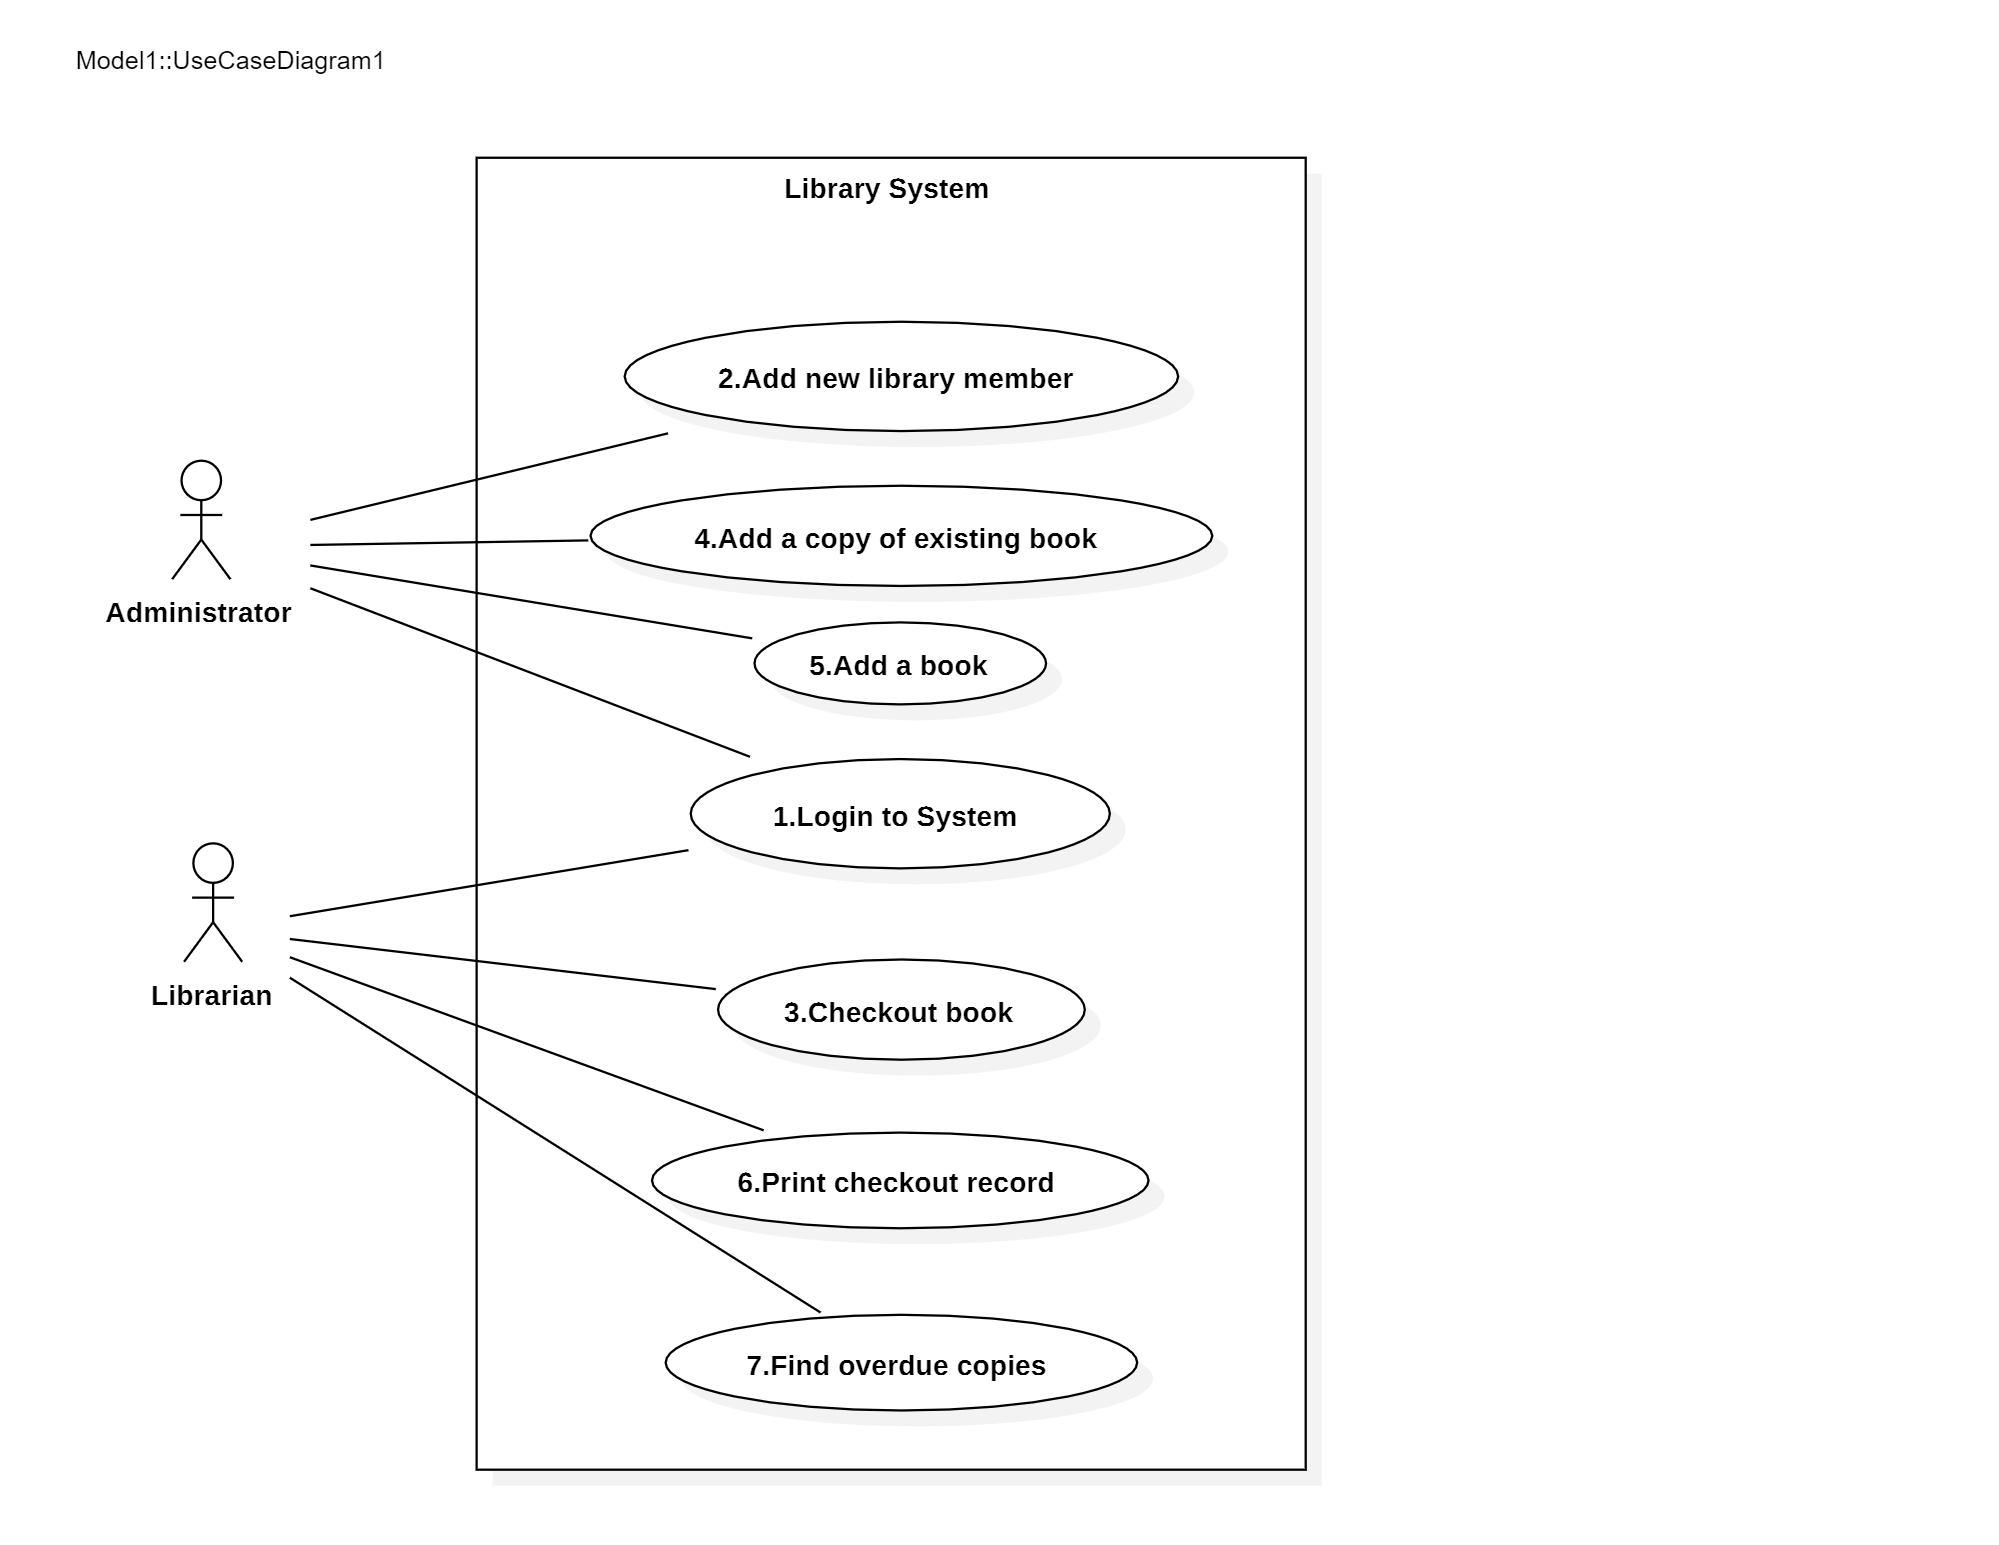 Model1::UseCaseDiagram1
Library System
2.Add new library member
4.Add a copy of existing book
Administrator
5.Add a book
1.Login to System
Librarian
3.Checkout book
6.Print checkout record
7.Find overdue copies